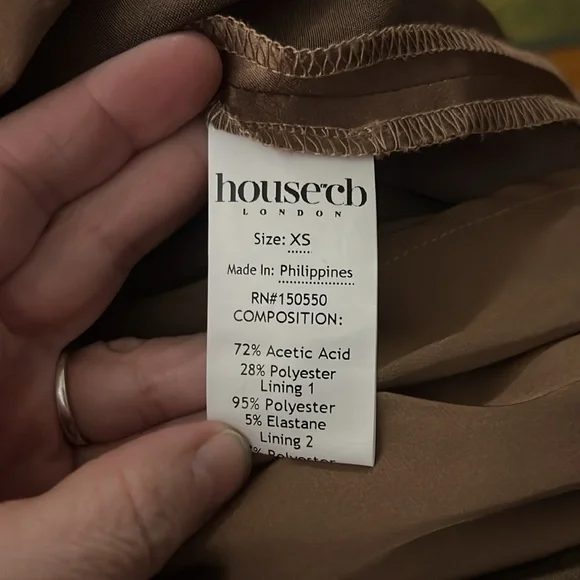 house of cb
LONDON
Size: XS
Made In: Philippines
RN#150550
COMPOSITION:
72% Acetic Acid
28% Polyester
Lining 1
95% Polyester
5% Elastane
Lining 2
% Polyester